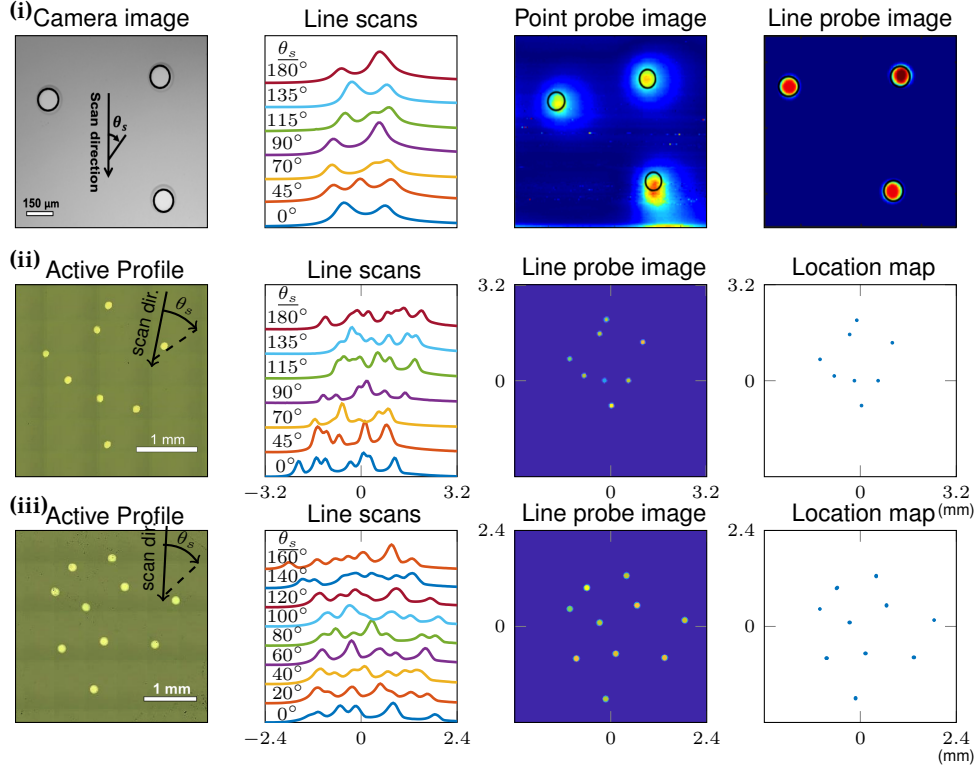 (i)
Camera image
Line scans
Point probe image
Line probe image
Scan direction
θs
150 μm
θs
180°
135°
115°
90°
70°
45°
0°
(ii)
Active Profile
Line scans
Line probe image
Location map
scan dir.
θs
1 mm
θs
180°
135°
115°
90°
70°
45°
0°
−3.2
0
3.2
3.2
0
0
3.2
3.2
0
0
3.2
(mm)
(iii)
Active Profile
Line scans
Line probe image
Location map
scan dir.
θs
1 mm
θs
160°
140°
120°
100°
80°
60°
40°
20°
0°
−2.4
0
2.4
2.4
0
0
2.4
2.4
0
0
2.4
(mm)